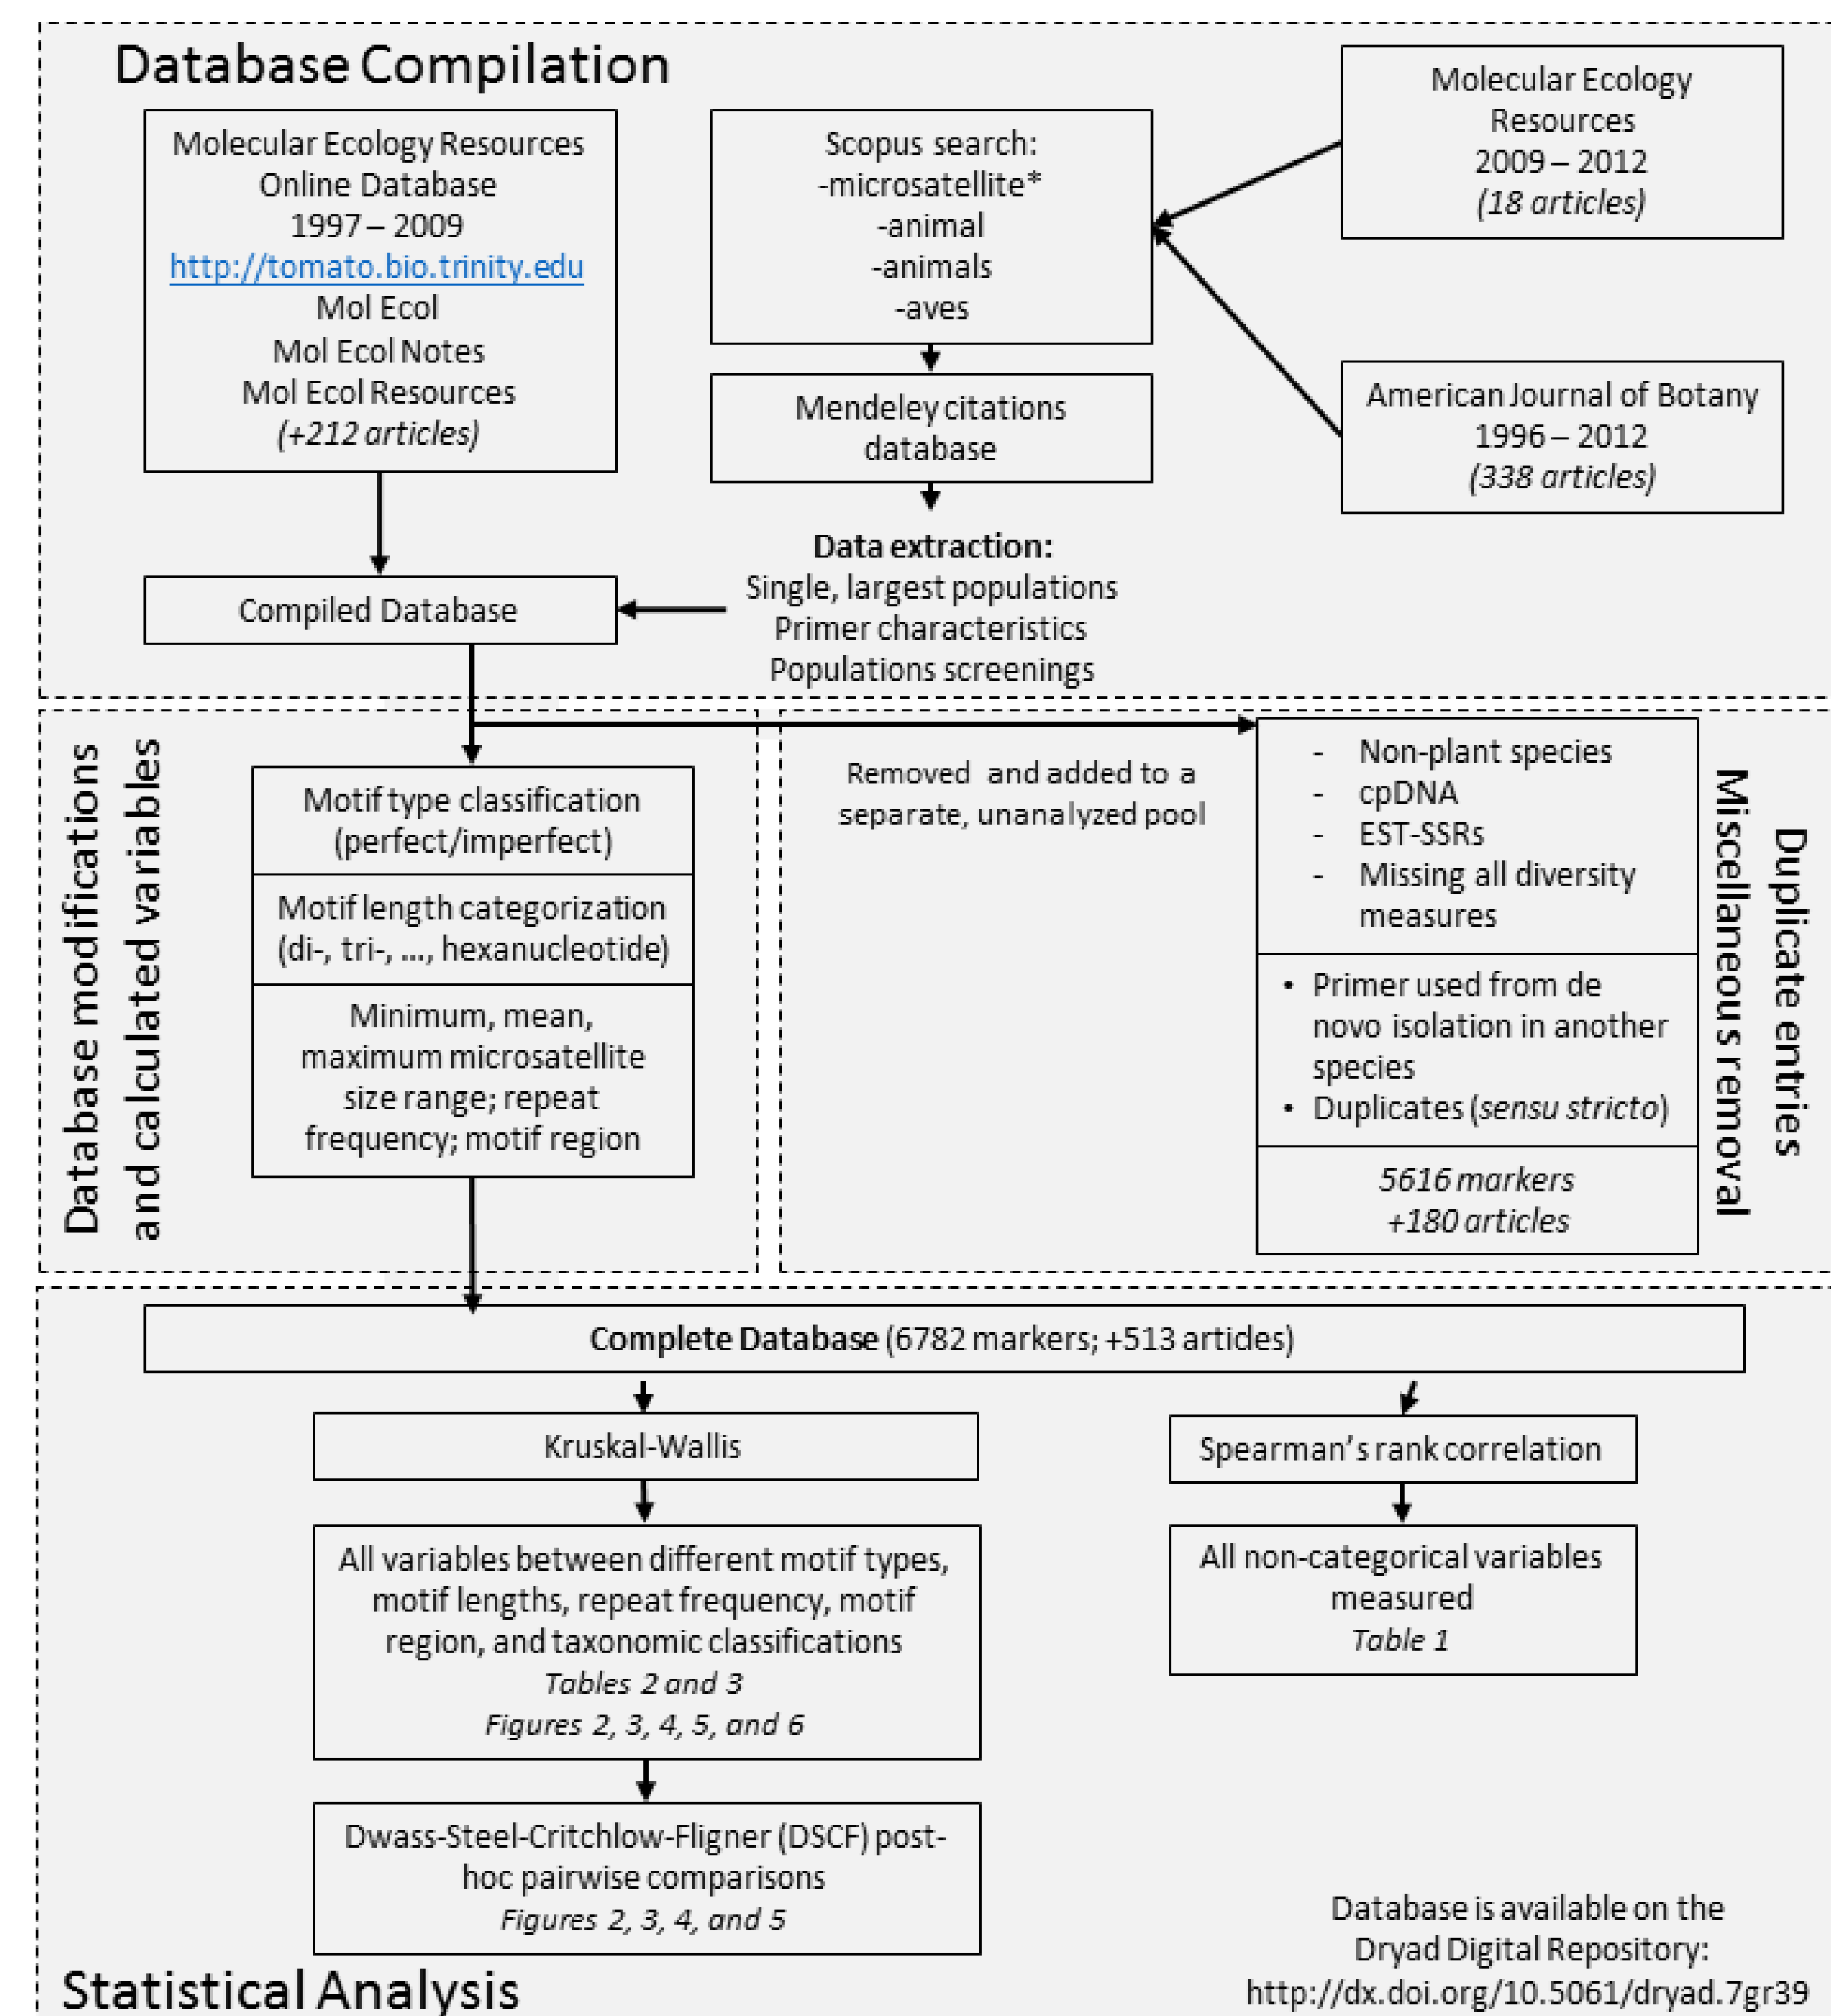 Database Compilation
Molecular Ecology Resources
Online Database
1997 – 2009
http://tomato.bio.trinity.edu
Mol Ecol
Mol Ecol Notes
Mol Ecol Resources
(+212 articles)
Scopus search:
-microsatellite*
-animal
-animals
-aves
Molecular Ecology
Resources
2009 – 2012
(18 articles)
American Journal of Botany
1996 – 2012
(338 articles)
Mendeley citations
database
Data extraction:
Single, largest populations
Primer characteristics
Populations screenings
Compiled Database
Database modifications
and calculated variables
Motif type classification
(perfect/imperfect)
Motif length categorization
(di-, tri-, ..., hexanucleotide)
Minimum, mean,
maximum microsatellite
size range; repeat
frequency; motif region
Removed and added to a
separate, unanalyzed pool
- Non-plant species
- cpDNA
- EST-SSRs
- Missing all diversity
measures
• Primer used from de
novo isolation in another
species
• Duplicates (sensu stricto)
5616 markers
+180 articles
Duplicate entries
Miscellaneous removal
Complete Database (6782 markers; +513 articles)
Kruskal-Wallis
All variables between different motif types,
motif lengths, repeat frequency, motif
region, and taxonomic classifications
Tables 2 and 3
Figures 2, 3, 4, 5, and 6
Dwass-Steel-Critchlow-Fligner (DSCF) post-
hoc pairwise comparisons
Figures 2, 3, 4, and 5
Spearman's rank correlation
All non-categorical variables
measured
Table 1
Statistical Analysis
Database is available on the
Dryad Digital Repository:
http://dx.doi.org/10.5061/dryad.7gr39